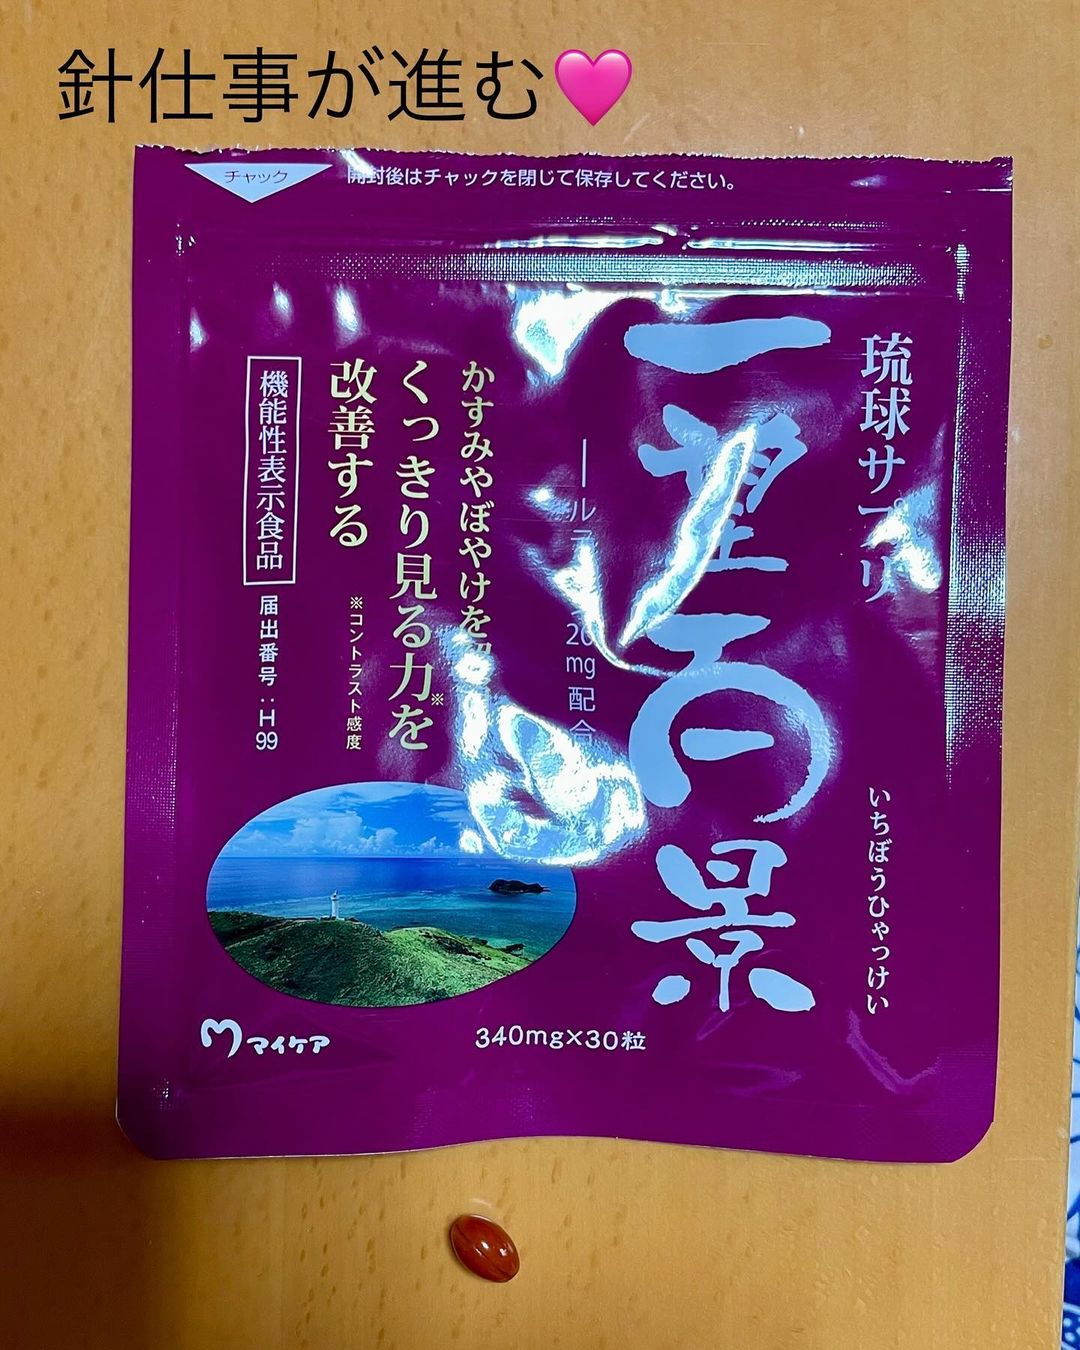 針仕事が進む🩷
チャック
開封後はチャックを閉じて保存してください。
琉球サプリ
一望百景
いちぼうひゃっけい
20mg配合
かすみやぼやけを
くっきり見る力※を
改善する
※コントラスト感度
機能性表示食品
届出番号：H99
マイケア
340mg×30粒